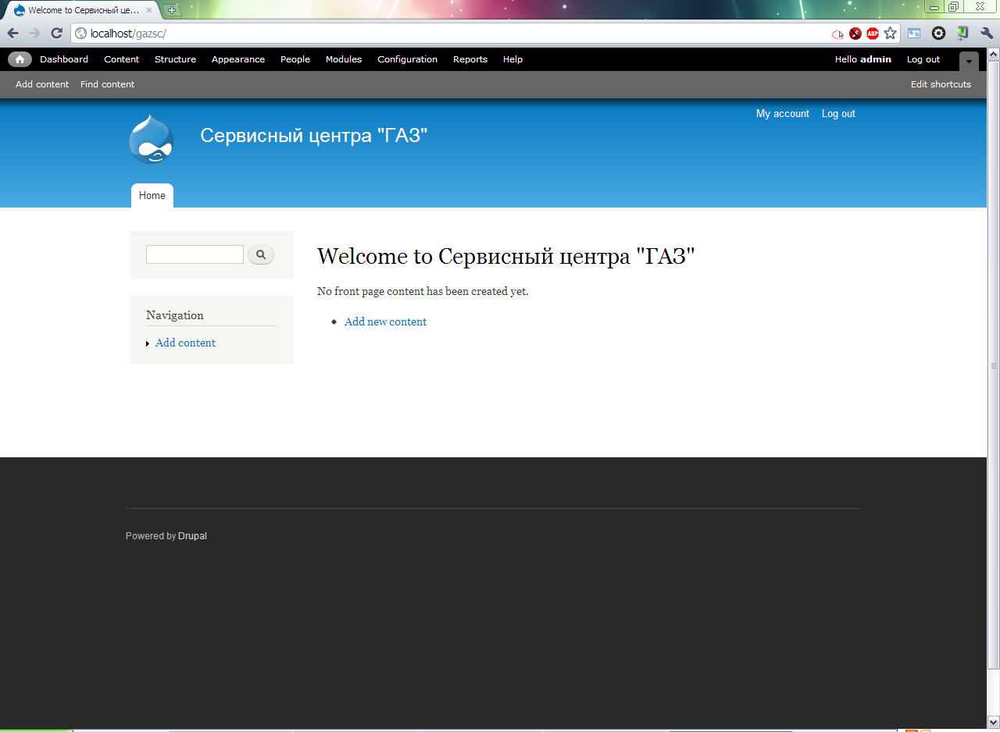 Welcome to Сервисный це...
localhost/gazsc/
ABP
Dashboard Content Structure Appearance People Modules Configuration Reports Help Hello admin Log out
Add content Find content Edit shortcuts
My account Log out
Сервисный центра "ГАЗ"
Home
Welcome to Сервисный центра "ГАЗ"
No front page content has been created yet.
Add new content
Navigation
Add content
Powered by Drupal